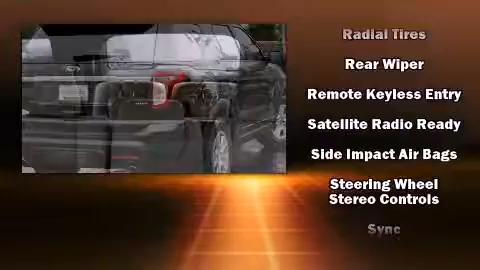 Radial Tires
Rear Wiper
Remote Keyless Entry
Satellite Radio Ready
Side Impact Air Bags
Steering Wheel
Stereo Controls
Sync